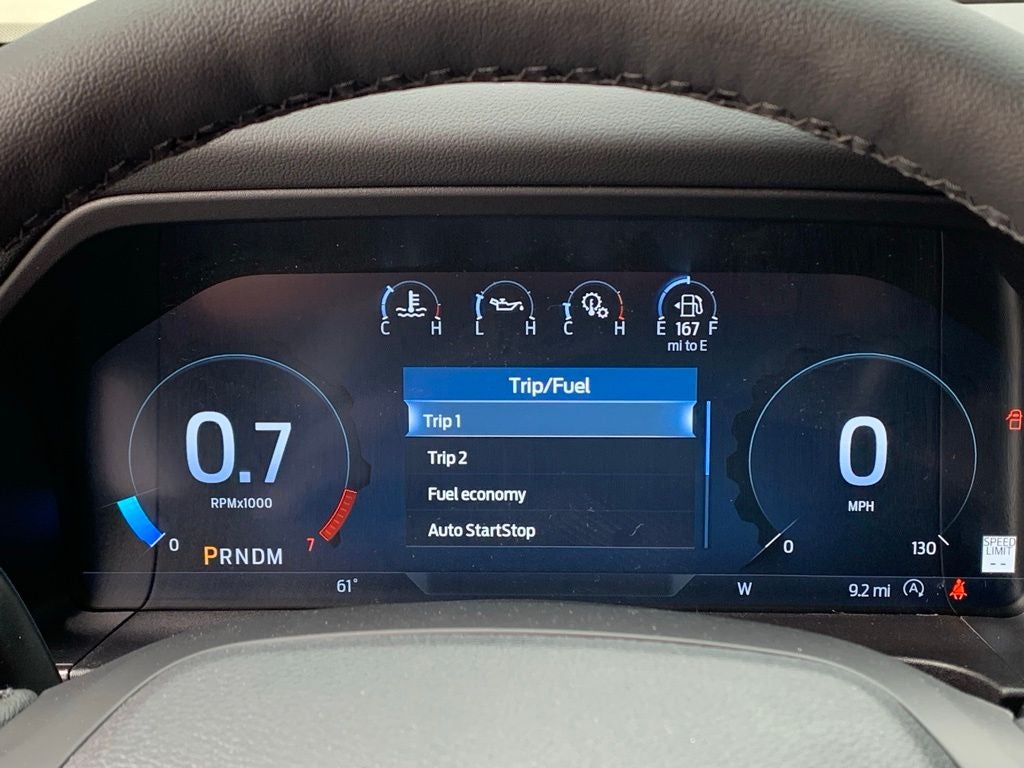 C H
L H
C H
E 167 F
mi to E
Trip/Fuel
Trip 1
Trip 2
Fuel economy
Auto StartStop
0.7
RPMx1000
0
7
PRNDM
61°
0
MPH
0
130
SPEED
LIMIT
--
W
9.2 mi
A